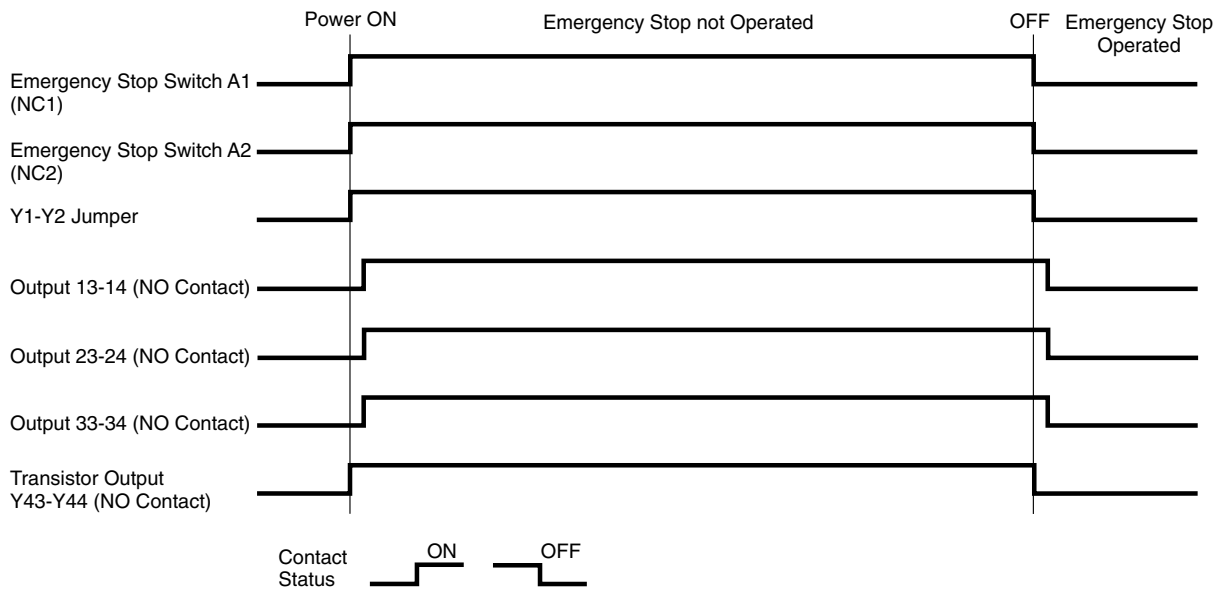 Power ON
Emergency Stop not Operated
OFF
Emergency Stop
Operated
Emergency Stop Switch A1
(NC1)
Emergency Stop Switch A2
(NC2)
Y1-Y2 Jumper
Output 13-14 (NO Contact)
Output 23-24 (NO Contact)
Output 33-34 (NO Contact)
Transistor Output
Y43-Y44 (NO Contact)
Contact
Status
ON
OFF